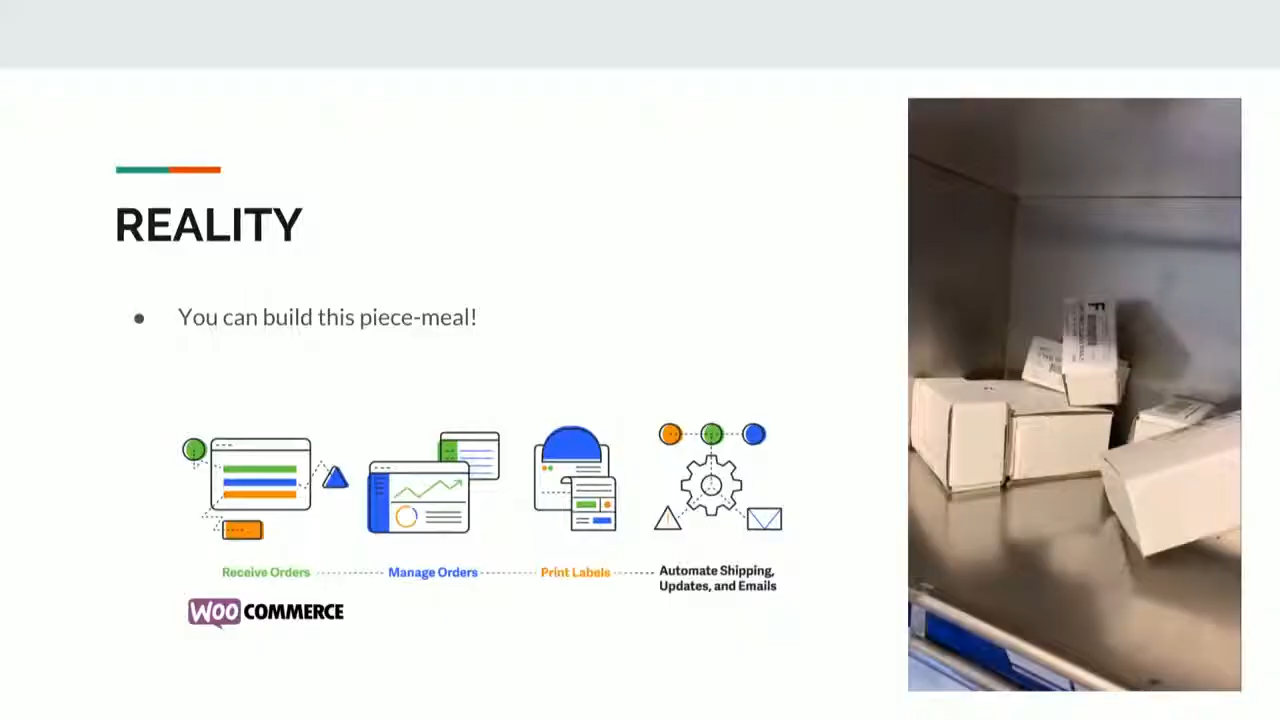 REALITY
● You can build this piece-meal!
Receive Orders
Manage Orders
Print Labels
Automate Shipping,
Updates, and Emails
WOO COMMERCE
F